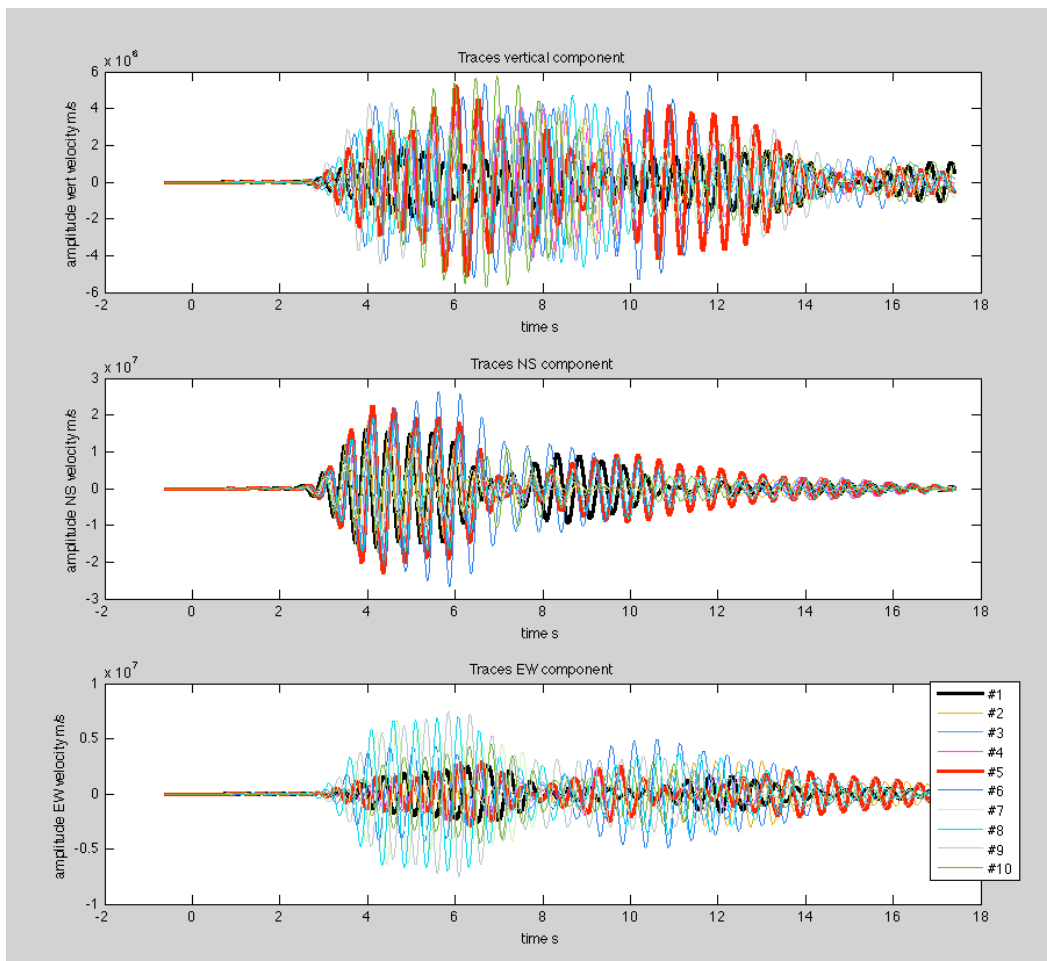 Traces vertical component
x 10^6
amplitude vert velocity m/s
6
4
2
0
-2
-4
-6
-2 0 2 4 6 8 10 12 14 16 18
time s
Traces NS component
x 10^7
amplitude NS velocity m/s
3
2
1
0
-1
-2
-3
-2 0 2 4 6 8 10 12 14 16 18
time s
Traces EW component
x 10^7
amplitude EW velocity m/s
1
0.5
0
-0.5
-1
-2 0 2 4 6 8 10 12 14 16 18
time s
#1
#2
#3
#4
#5
#6
#7
#8
#9
#10